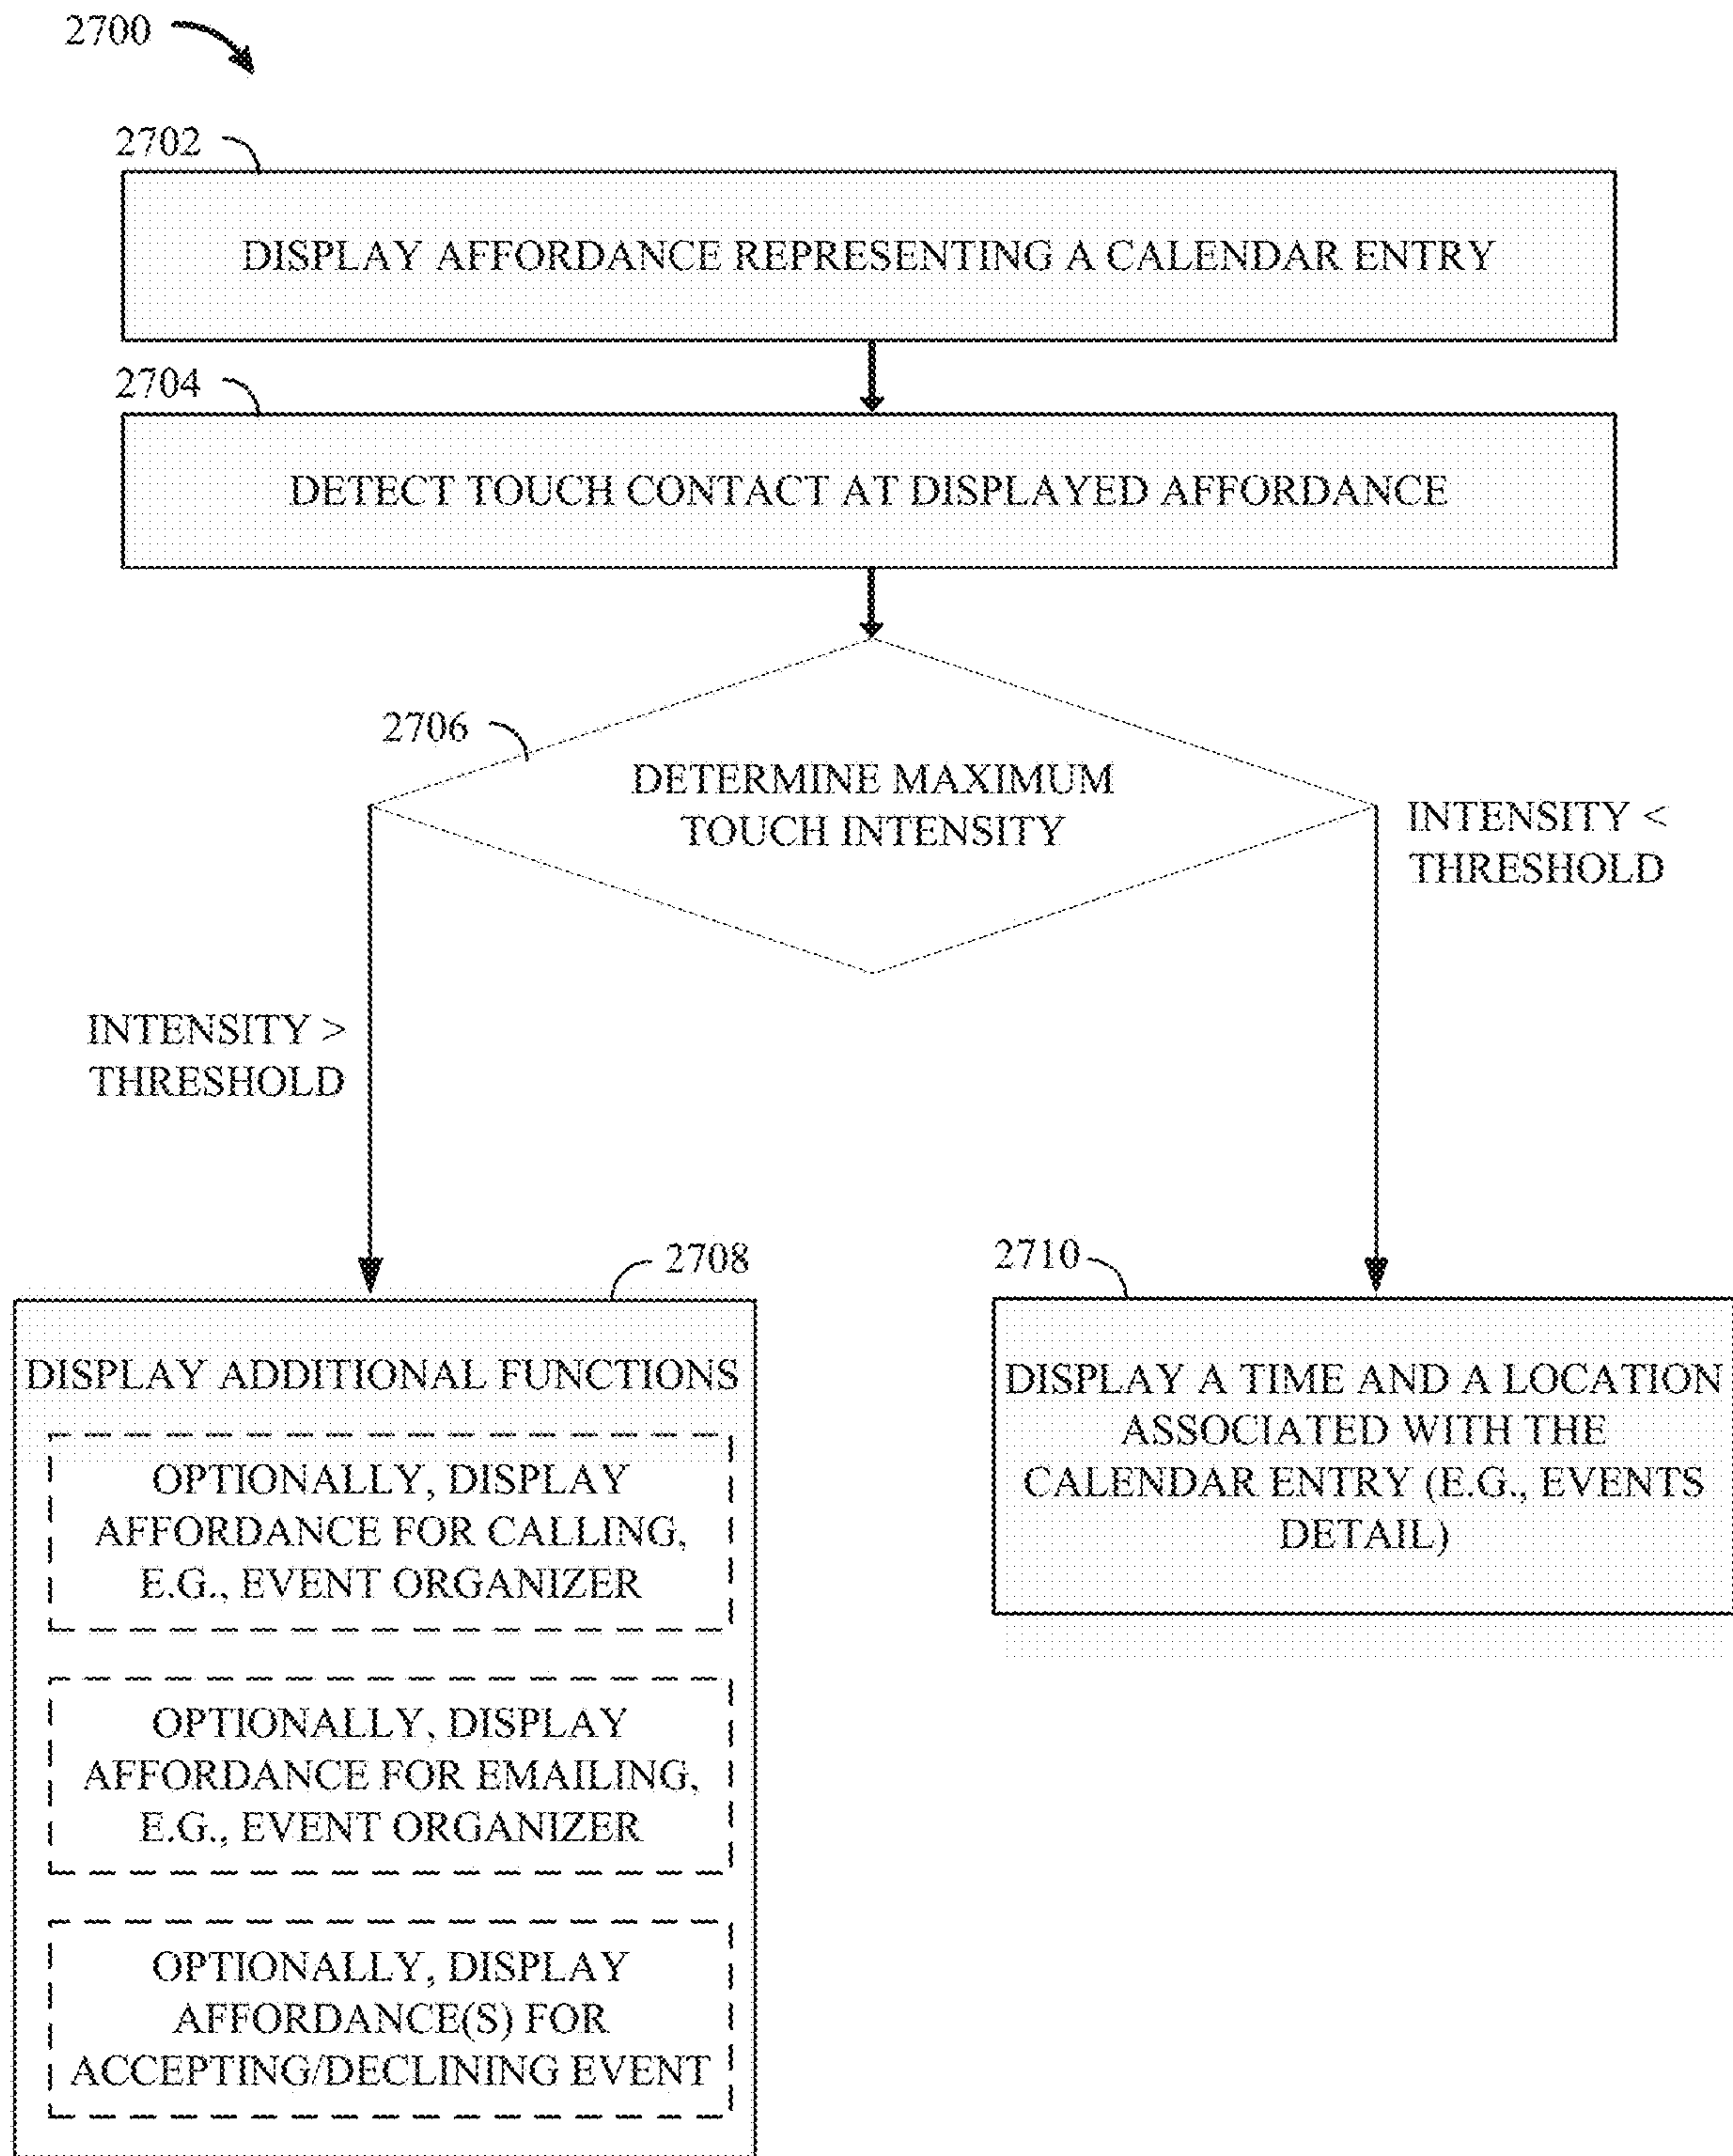 2700
2702
DISPLAY AFFORDANCE REPRESENTING A CALENDAR ENTRY
2704
DETECT TOUCH CONTACT AT DISPLAYED AFFORDANCE
2706
DETERMINE MAXIMUM
TOUCH INTENSITY
INTENSITY <
THRESHOLD
INTENSITY >
THRESHOLD
2708
DISPLAY ADDITIONAL FUNCTIONS
OPTIONALLY, DISPLAY
AFFORDANCE FOR CALLING,
E.G., EVENT ORGANIZER
OPTIONALLY, DISPLAY
AFFORDANCE FOR EMAILING,
E.G., EVENT ORGANIZER
OPTIONALLY, DISPLAY
AFFORDANCE(S) FOR
ACCEPTING/DECLINING EVENT
2710
DISPLAY A TIME AND A LOCATION
ASSOCIATED WITH THE
CALENDAR ENTRY (E.G., EVENTS
DETAIL)